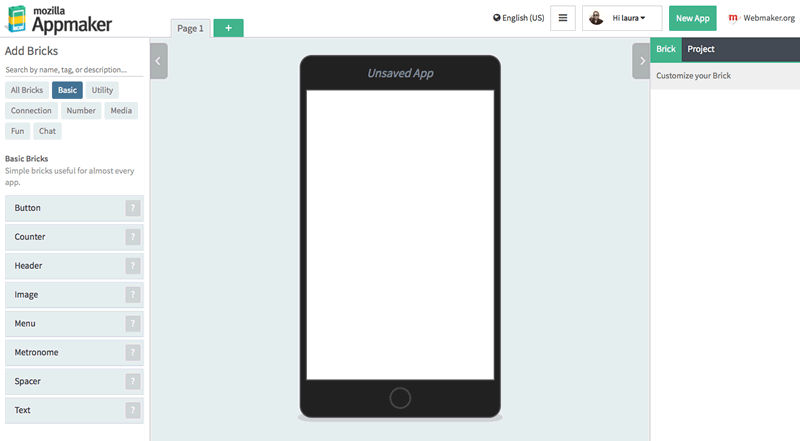 mozilla
Appmaker
Page 1
+
English (US)
Hi laura
New App
Webmaker.org
Add Bricks
Search by name, tag, or description...
All Bricks
Basic
Utility
Connection
Number
Media
Fun
Chat
Basic Bricks
Simple bricks useful for almost every
app.
Button ?
Counter ?
Header ?
Image ?
Menu ?
Metronome ?
Spacer ?
Text ?
Unsaved App
Brick
Project
Customize your Brick